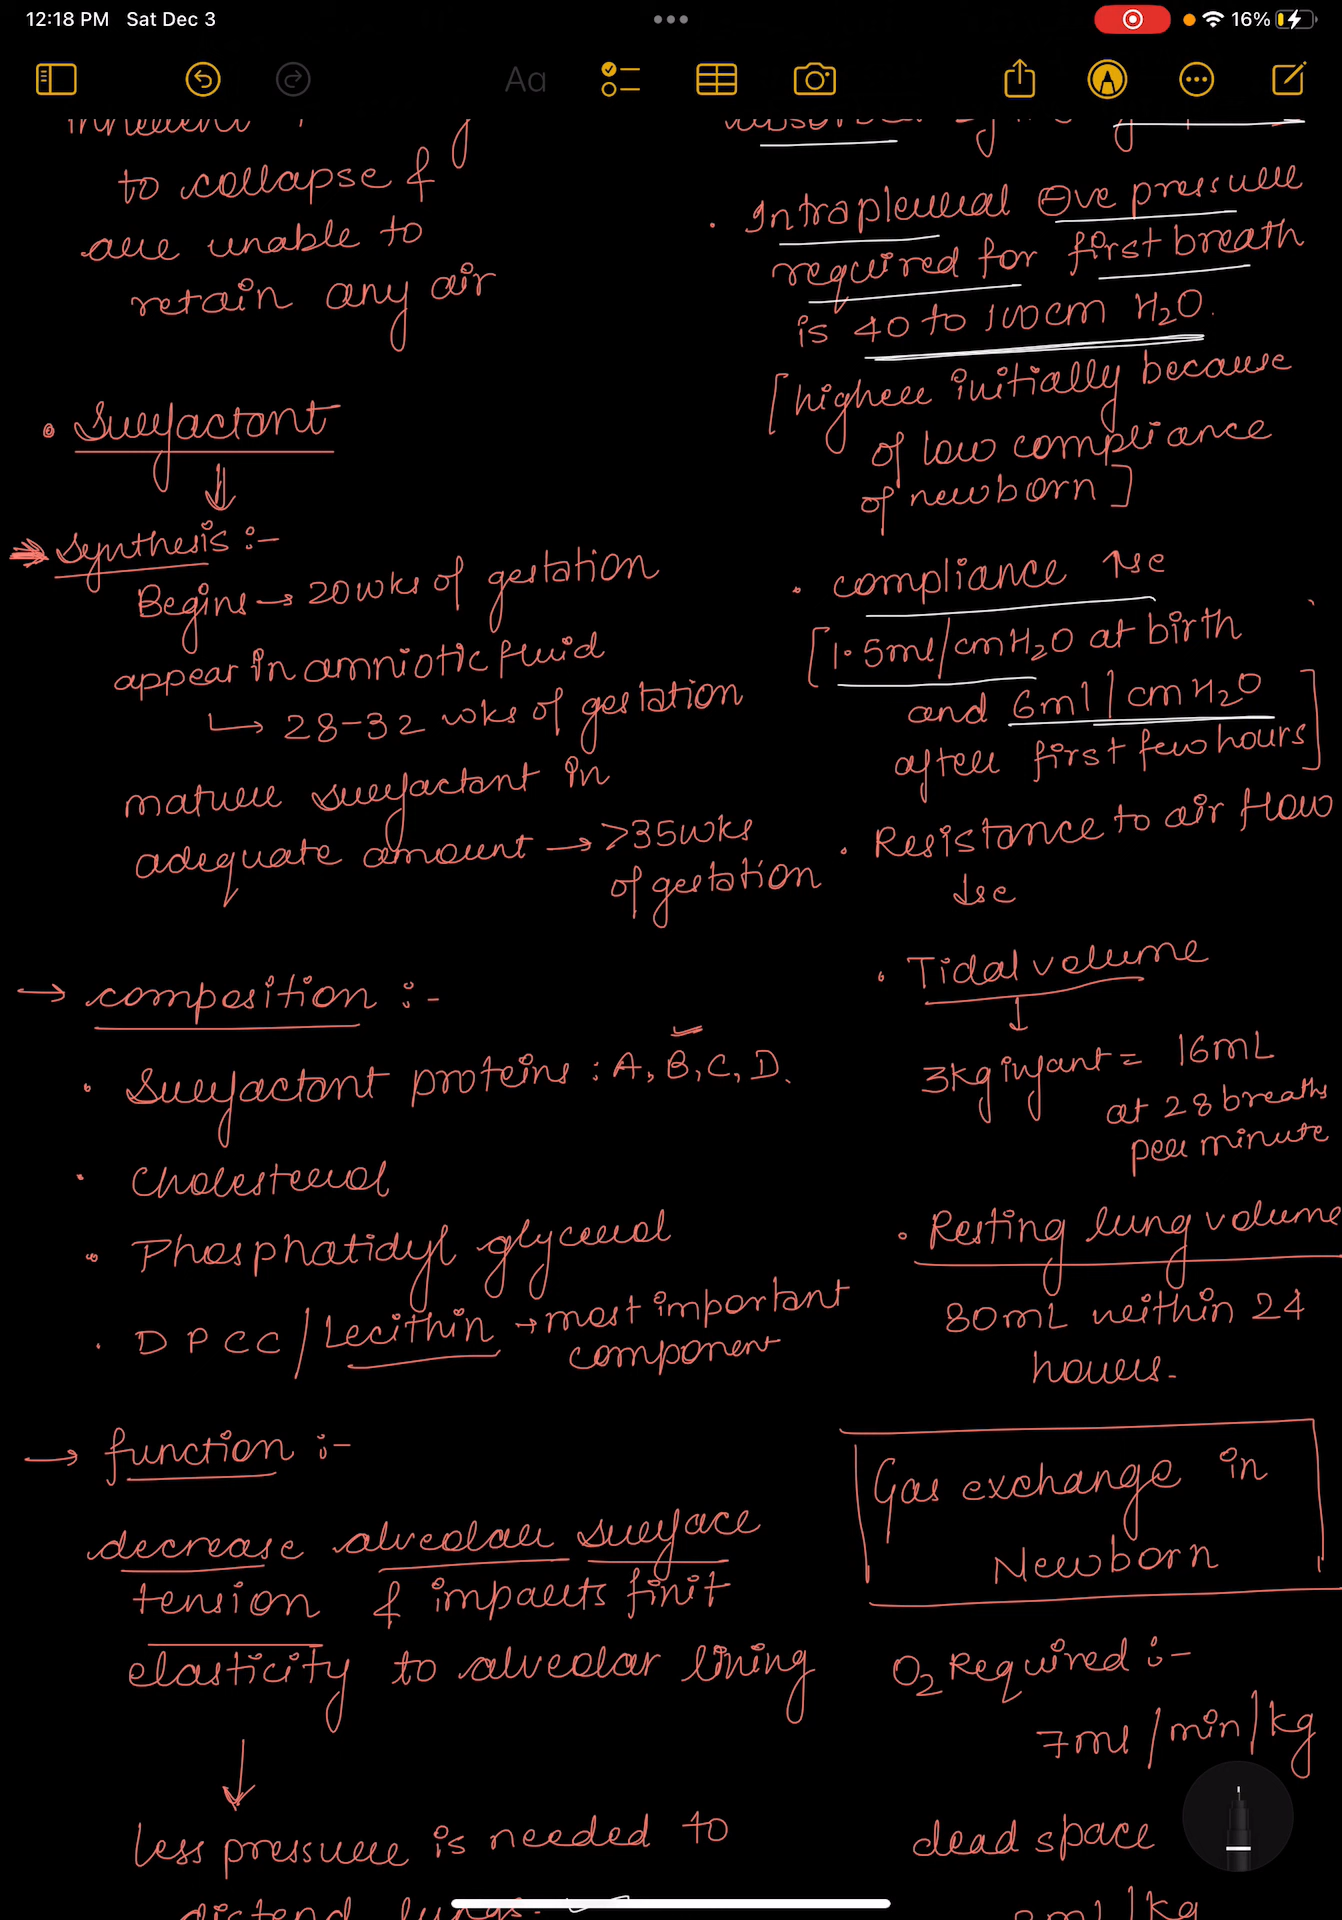 12:18 PM Sat Dec 3
16%
Aa
to collapse &
are unable to
retain any air
• Surfactant
Synthesis :-
Begins → 20wks of gestation
appear in amniotic fluid
↳ 28-32 wks of gestation
mature surfactant in
adequate amount → >35wks
of gestation
→ composition :-
• Surfactant proteins : A, B, C, D.
• Cholesterol
• Phosphatidyl glycerol
• DPCC / Lecithin → most important
component
→ function :-
decrease alveolar surface
tension & imparts finit
elasticity to alveolar lining
↓
less pressure is needed to
distend lungs.
• Intrapleural ⊖ve pressure
required for first breath
is 40 to 100cm H₂O.
[higher initially because
of low compliance
of newborn]
• compliance ↑se
[1.5ml/cmH₂O at birth
and 6ml/cmH₂O
after first few hours]
• Resistance to air flow
↓se
• Tidal volume
↓
3kg infant = 16mL
at 28 breaths
per minute
• Resting lung volume
80mL within 24
hours.
Gas exchange in
Newborn
O₂ Required :-
7ml/min/kg
dead space